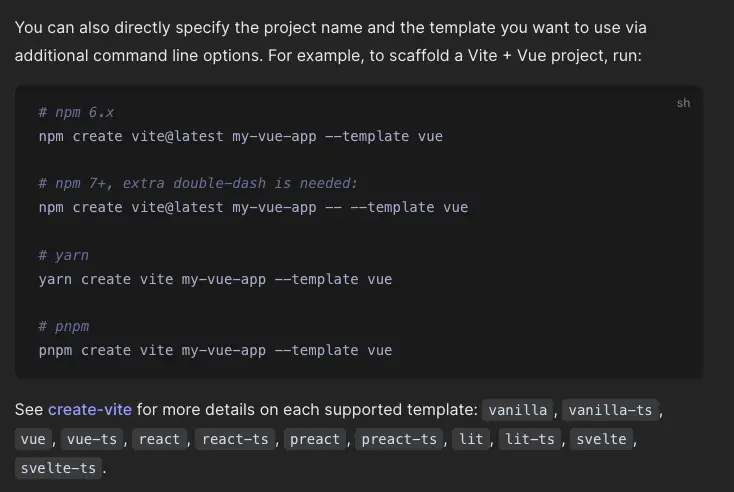 You can also directly specify the project name and the template you want to use via
additional command line options. For example, to scaffold a Vite + Vue project, run:
sh
# npm 6.x
npm create vite@latest my-vue-app --template vue
# npm 7+, extra double-dash is needed:
npm create vite@latest my-vue-app -- --template vue
# yarn
yarn create vite my-vue-app --template vue
# pnpm
pnpm create vite my-vue-app --template vue
See create-vite for more details on each supported template: vanilla, vanilla-ts,
vue, vue-ts, react, react-ts, preact, preact-ts, lit, lit-ts, svelte,
svelte-ts.